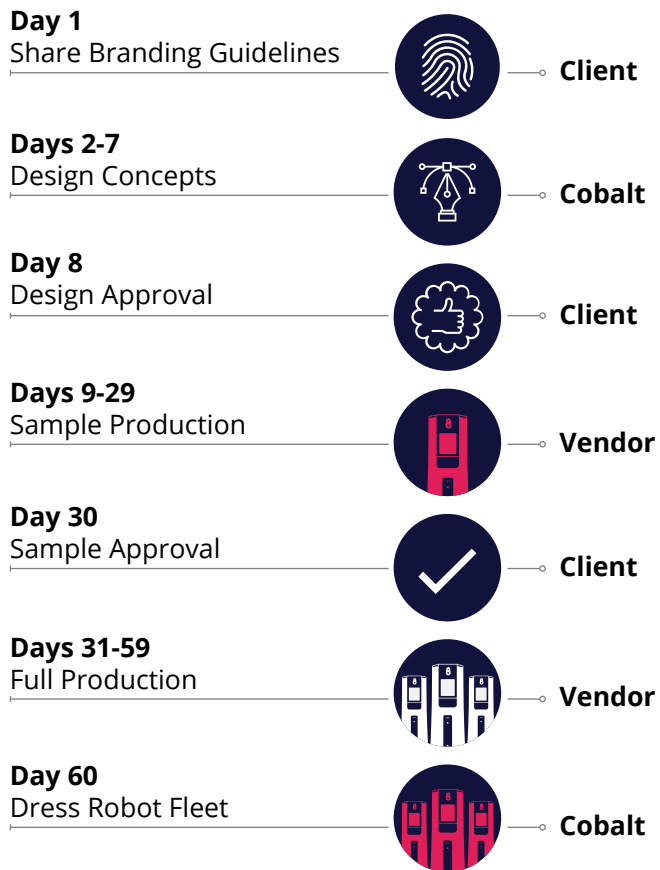 Day 1
Share Branding Guidelines
Client
Days 2-7
Design Concepts
Cobalt
Day 8
Design Approval
Client
Days 9-29
Sample Production
Vendor
Day 30
Sample Approval
Client
Days 31-59
Full Production
Vendor
Day 60
Dress Robot Fleet
Cobalt